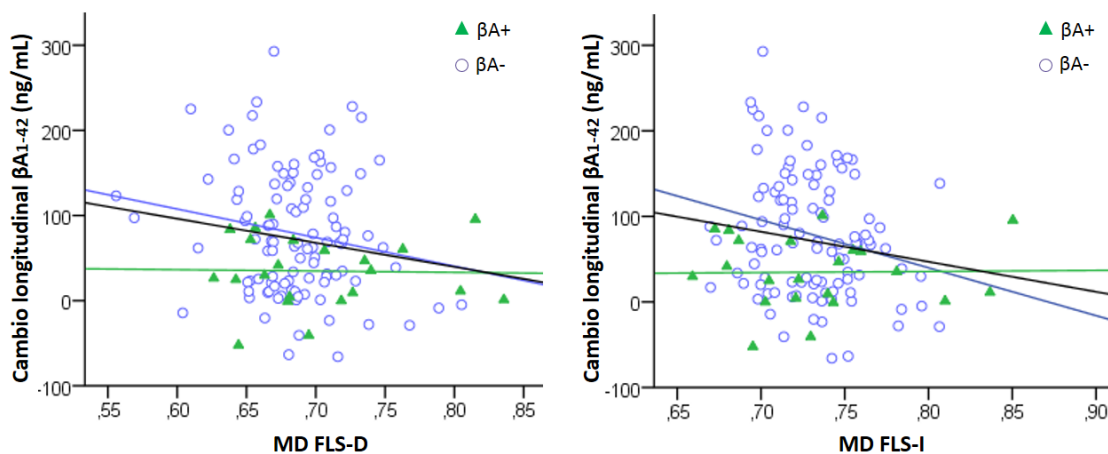 Cambio longitudinal βA1-42 (ng/mL)
300
200
100
0
-100
βA+
βA-
,55 ,60 ,65 ,70 ,75 ,80 ,85
MD FLS-D
Cambio longitudinal βA1-42 (ng/mL)
300
200
100
0
-100
βA+
βA-
,65 ,70 ,75 ,80 ,85 ,90
MD FLS-I